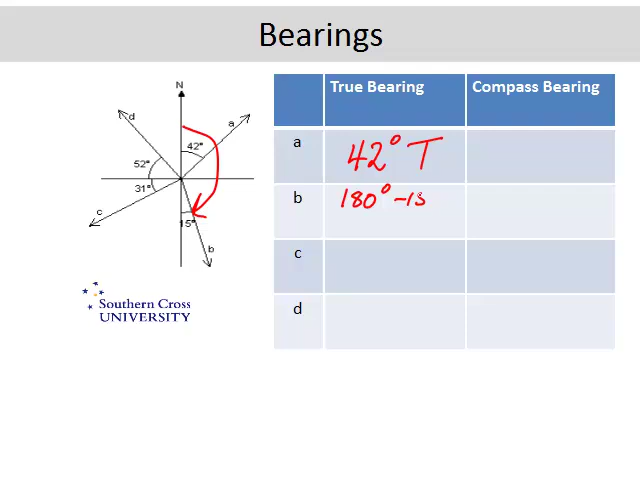 Bearings
N
d
a
42°
52°
31°
c
15°
b
Southern Cross
UNIVERSITY
True Bearing
Compass Bearing
a
42° T
b
180° -15
c
d